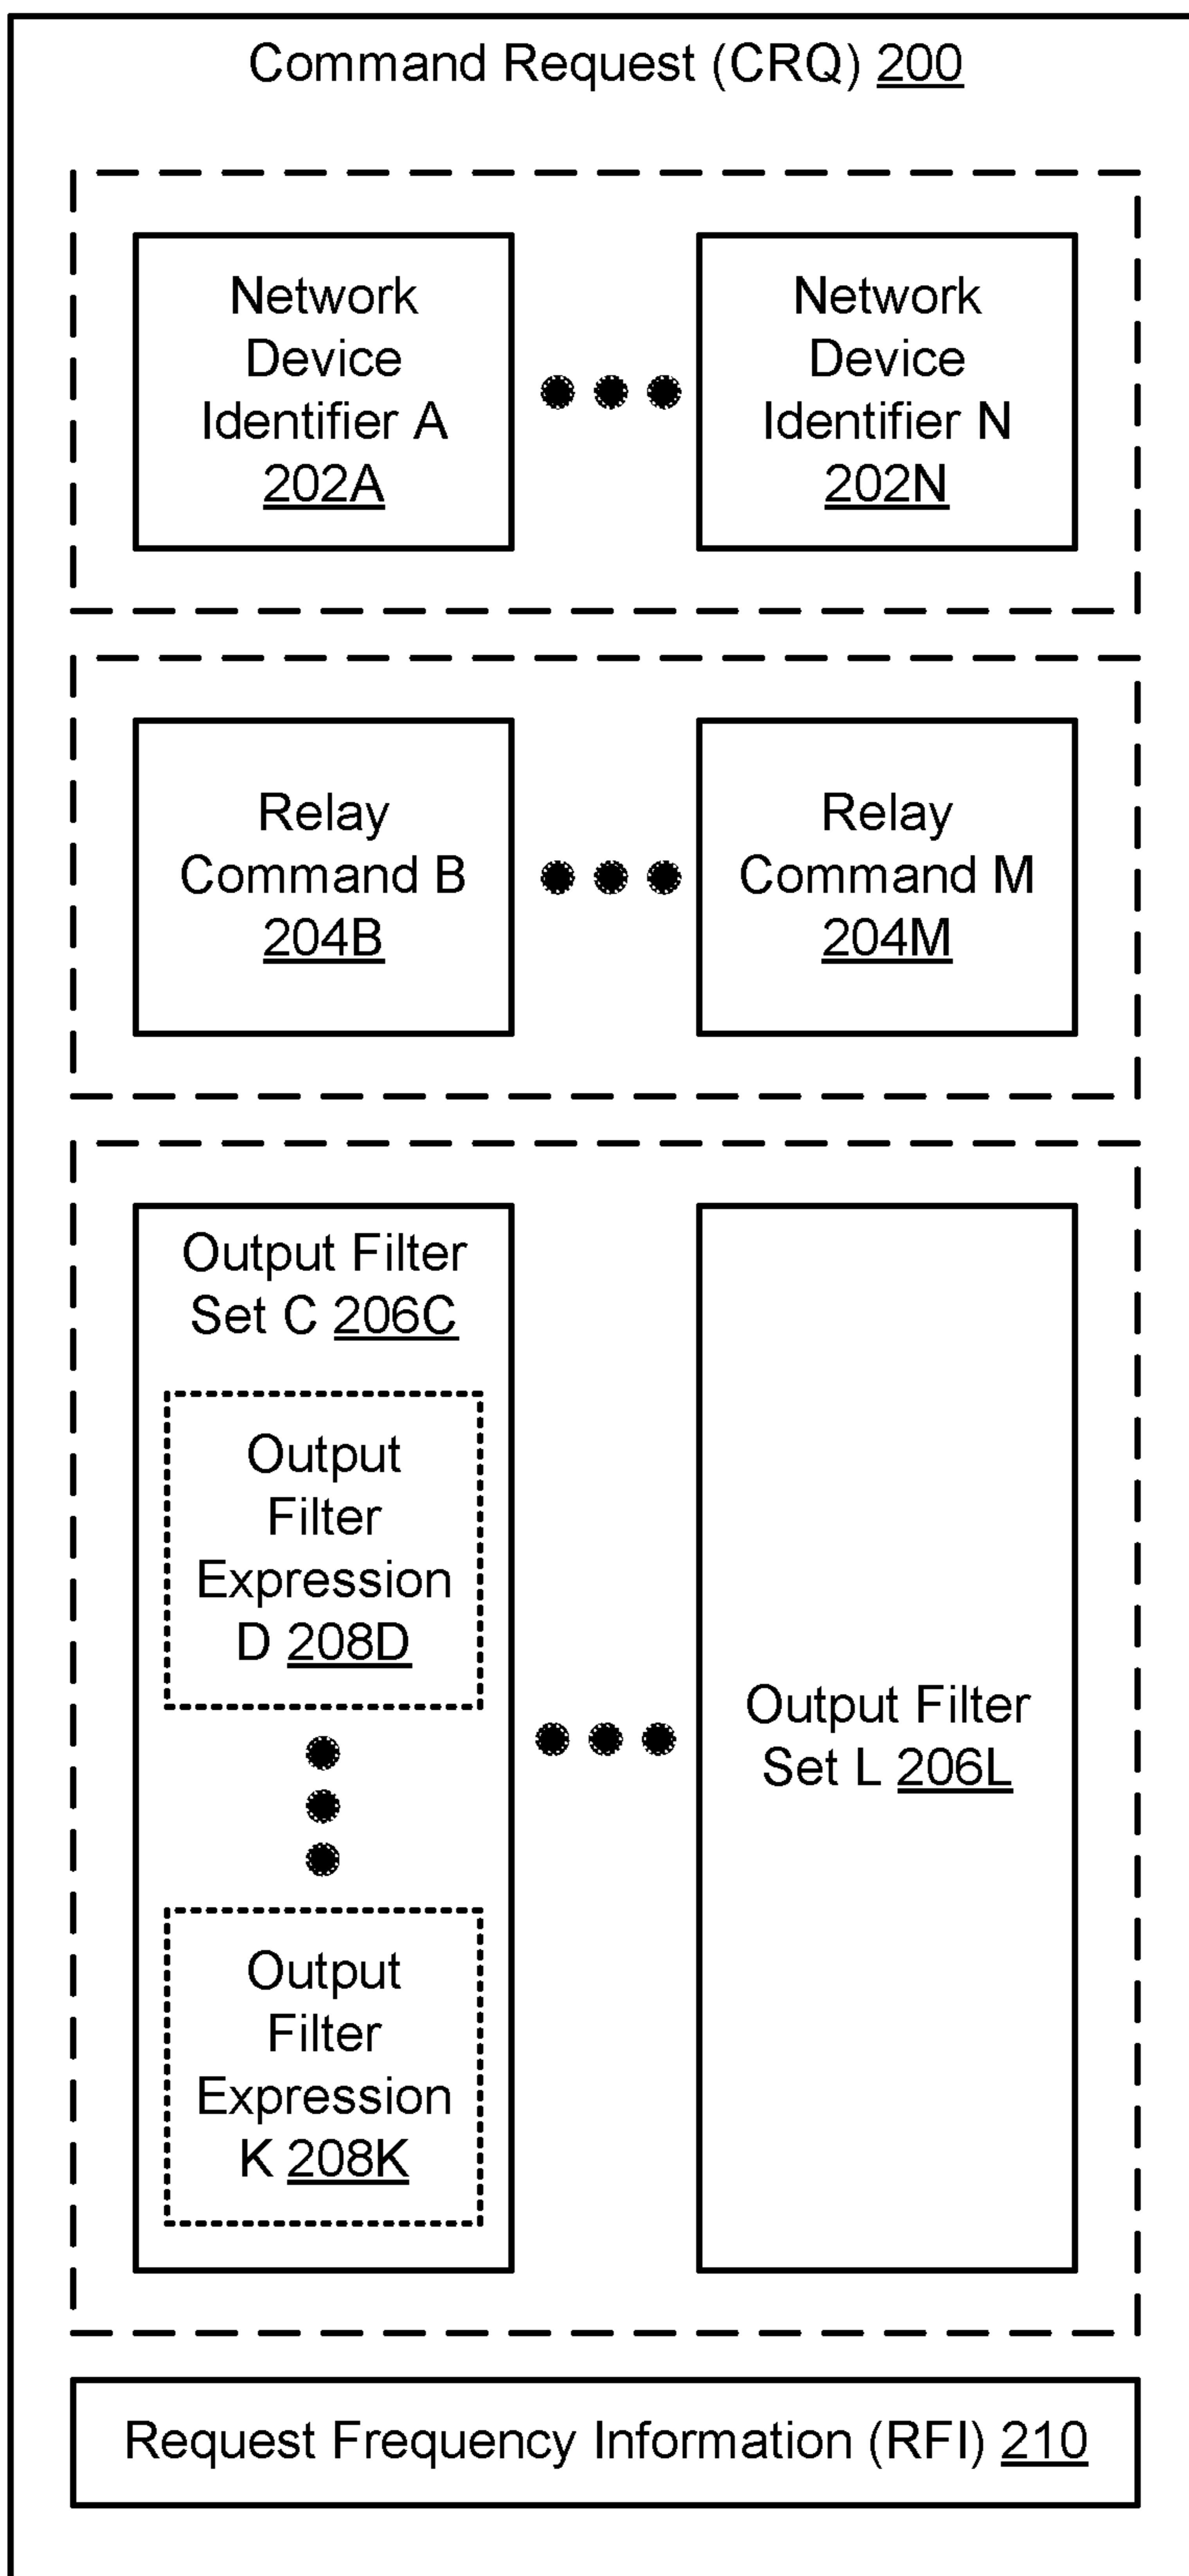 Command Request (CRQ) 200
Network
Device
Identifier A
202A
Network
Device
Identifier N
202N
Relay
Command B
204B
Relay
Command M
204M
Output Filter
Set C 206C
Output
Filter
Expression
D 208D
Output
Filter
Expression
K 208K
Output Filter
Set L 206L
Request Frequency Information (RFI) 210